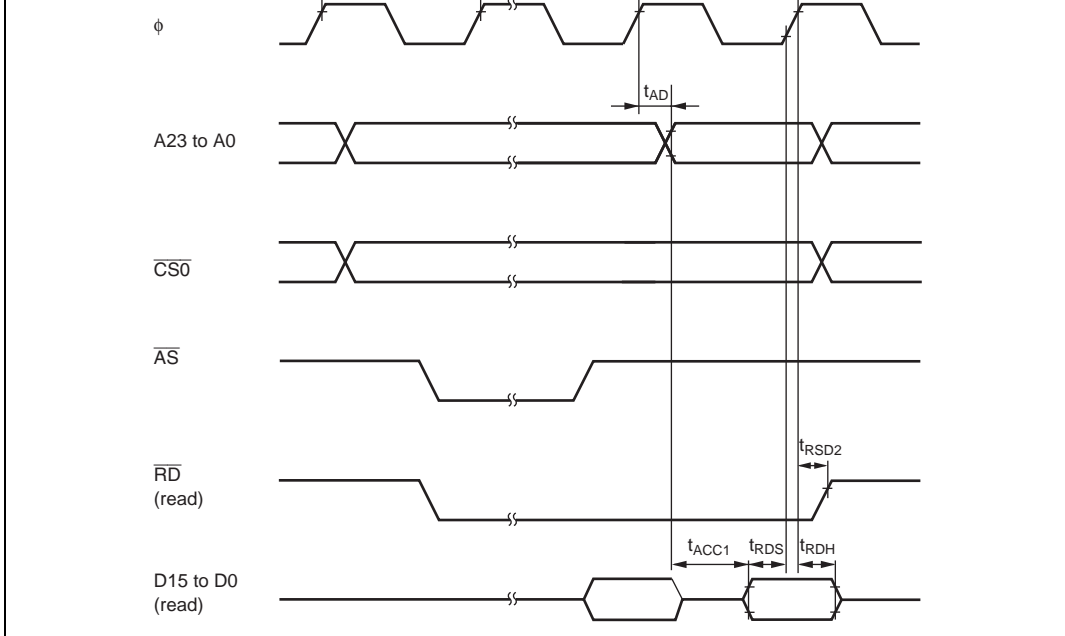 ϕ
tAD
A23 to A0
CS0
AS
tRSD2
RD
(read)
tACC1 tRDS tRDH
D15 to D0
(read)